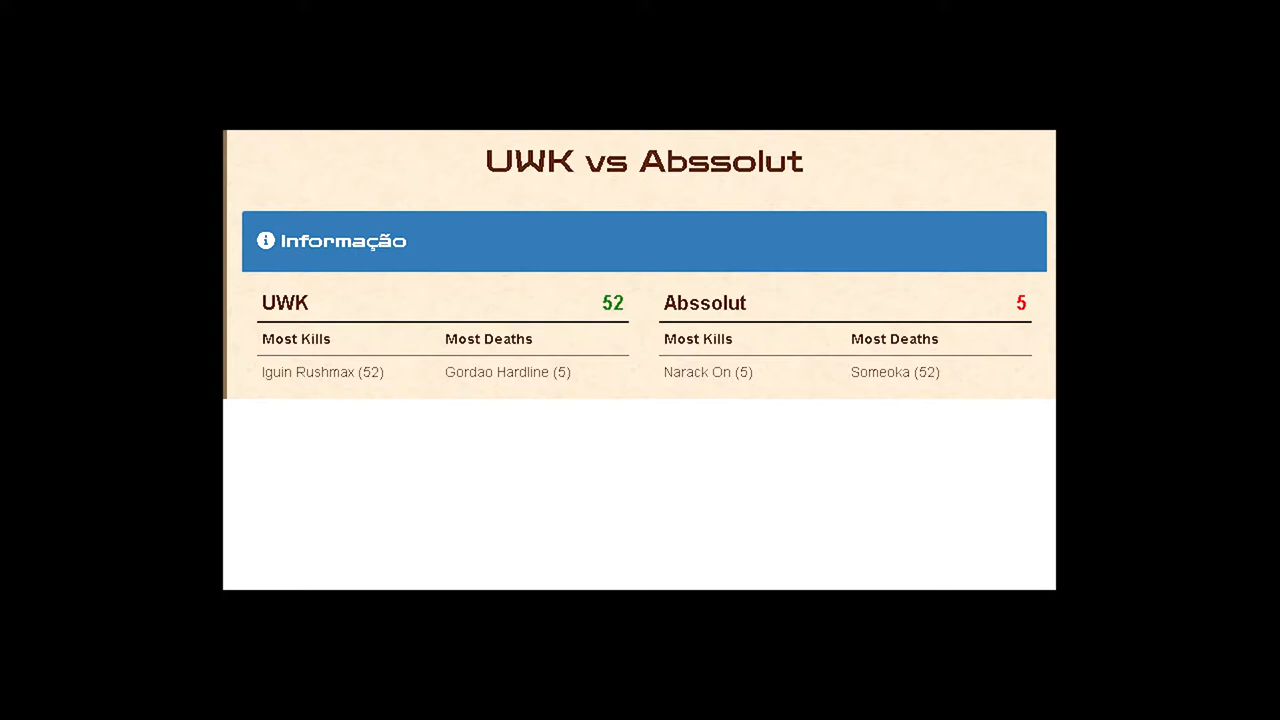 UWK vs Abssolut
Informação
UWK 52 Abssolut 5
Most Kills Most Deaths Most Kills Most Deaths
Iguin Rushmax (52) Gordao Hardline (5) Narack On (5) Someoka (52)